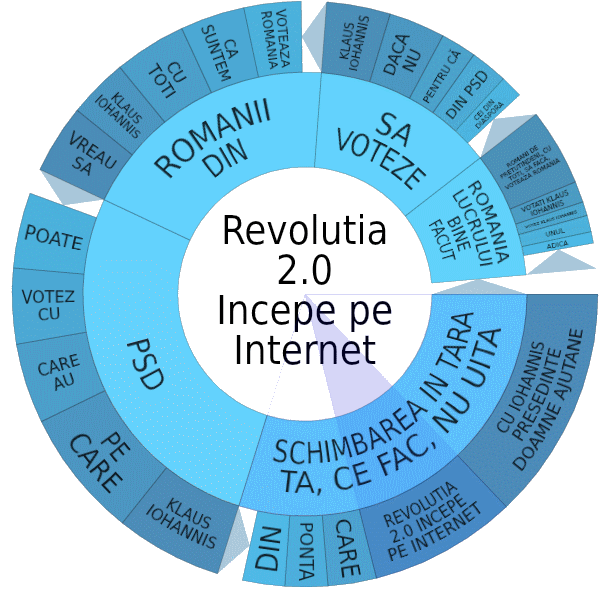 Revolutia
2.0
Incepe pe
Internet
ROMANII
DIN
SA
VOTEZE
ROMANIA
LUCRULUI
BINE
FACUT
SCHIMBAREA IN TARA
TA, CE FAC, NU UITA
PSD
VREAU
SA
KLAUS
IOHANNIS
CU
TOTI
CA
SUNTEM
VOTEAZA
ROMANIA
KLAUS
IOHANNIS
DACA
NU
PENTRU CĂ
DIN PSD
CEI DIN
DIASPORA
ROMANI DE
PRETUTINDENI, CU
TOTI, SA FACA
VOTEAZA ROMANIA
VOTATI KLAUS
IOHANNIS
VOTEZ KLAUS IOHANNIS
UNUL
ADICA
CU IOHANNIS
PRESEDINTE
DOAMNE AJUTANE
REVOLUTIA
2.0 INCEPE
PE INTERNET
CARE
PONTA
DIN
KLAUS
IOHANNIS
PE
CARE
CARE
AU
VOTEZ
CU
POATE